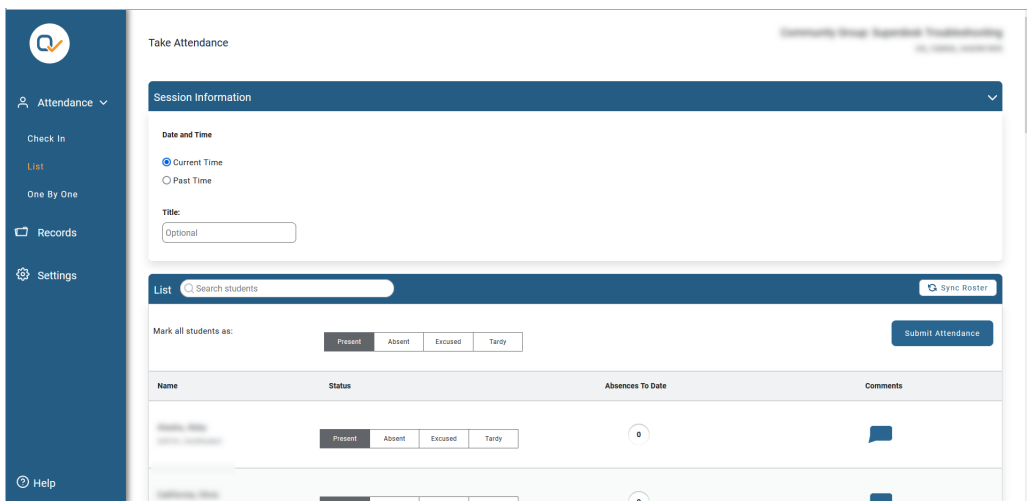 Take Attendance
Attendance
Check In
List
One By One
Records
Settings
Help
Session Information
Date and Time
Current Time
Past Time
Title:
Optional
List
Search students
Sync Roster
Mark all students as:
Present Absent Excused Tardy
Submit Attendance
Name Status Absences To Date Comments
Present Absent Excused Tardy
0